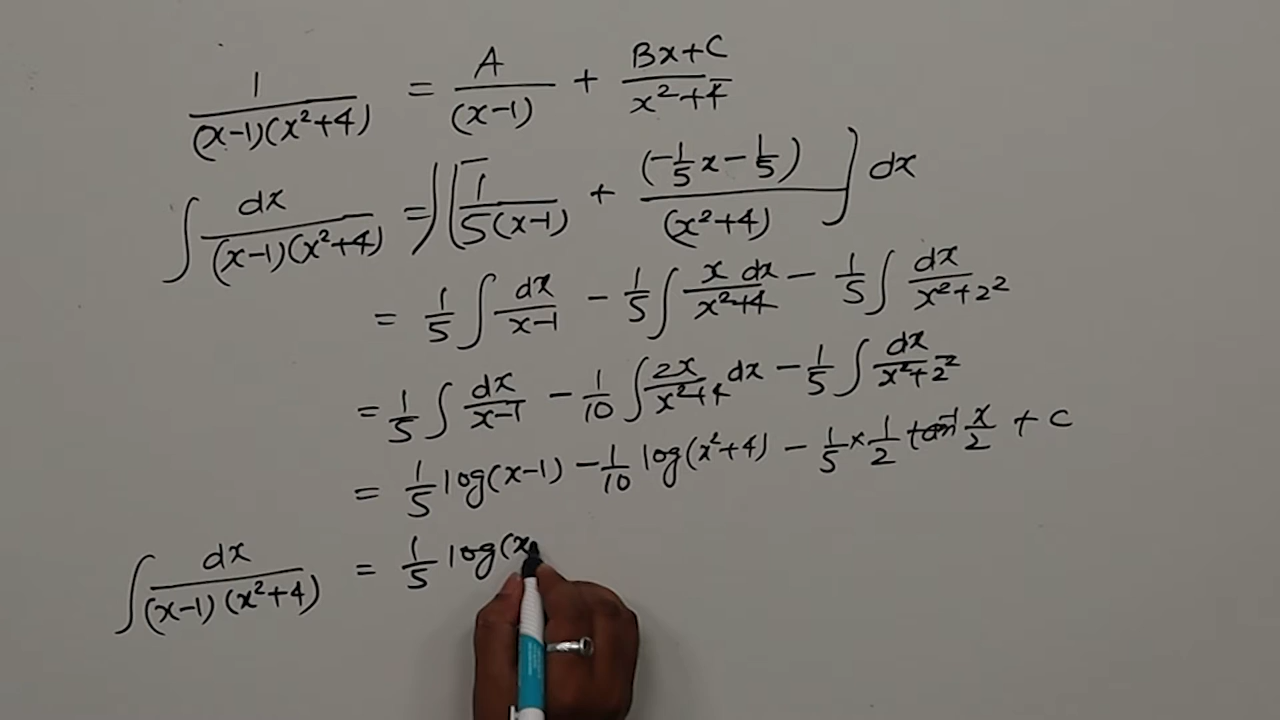 1/((x-1)(x²+4)) = A/(x-1) + (Bx+C)/(x²+4)
∫ dx/((x-1)(x²+4)) = ∫[1/(5(x-1)) + (-1/5 x - 1/5)/(x²+4)] dx
= 1/5 ∫ dx/(x-1) - 1/5 ∫ x dx/(x²+4) - 1/5 ∫ dx/(x²+2²)
= 1/5 ∫ dx/(x-1) - 1/10 ∫ 2x/(x²+4) dx - 1/5 ∫ dx/(x²+2²)
= 1/5 log(x-1) - 1/10 log(x²+4) - 1/5 × 1/2 tan⁻¹ x/2 + C
∫ dx/((x-1)(x²+4)) = 1/5 log(x